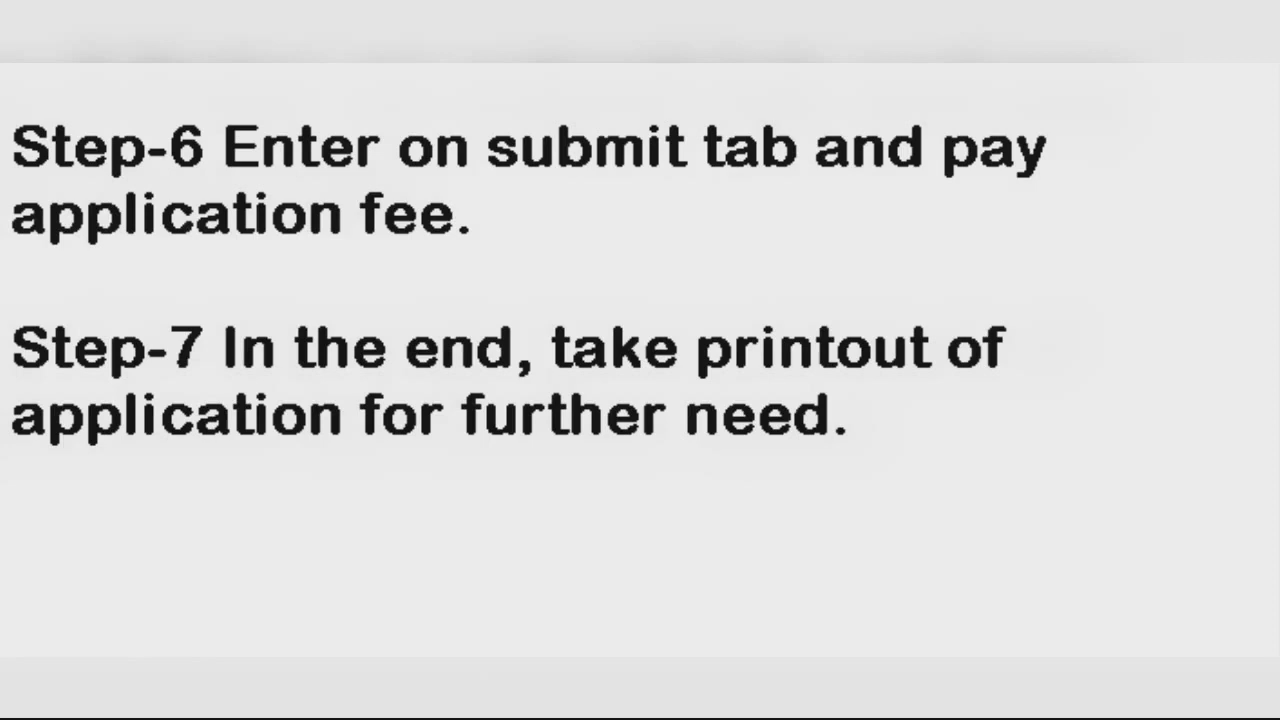 Step-6 Enter on submit tab and pay
application fee.
Step-7 In the end, take printout of
application for further need.